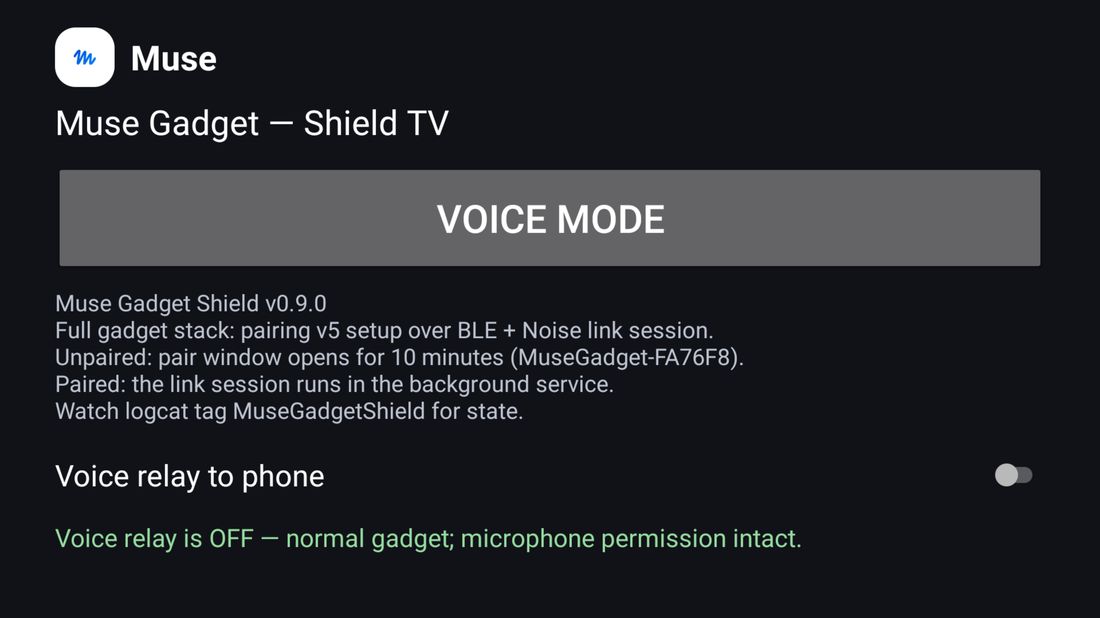 Muse
Muse Gadget — Shield TV
VOICE MODE
Muse Gadget Shield v0.9.0
Full gadget stack: pairing v5 setup over BLE + Noise link session.
Unpaired: pair window opens for 10 minutes (MuseGadget-FA76F8).
Paired: the link session runs in the background service.
Watch logcat tag MuseGadgetShield for state.
Voice relay to phone
Voice relay is OFF — normal gadget; microphone permission intact.